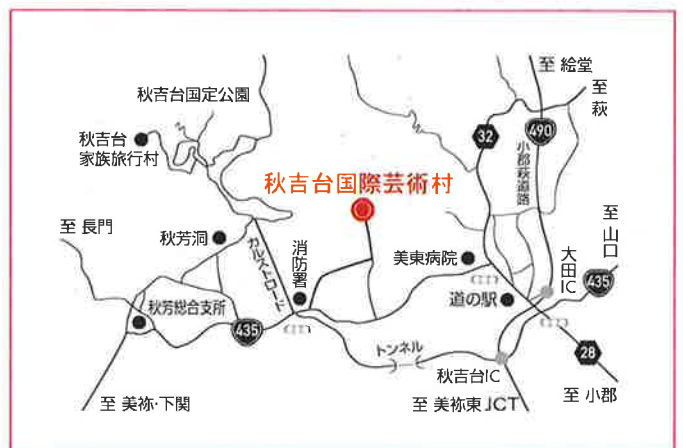 至 絵堂
至
萩
秋吉台国定公園
32
490
秋吉台
家族旅行村
小郡萩道路
秋吉台国際芸術村
至 長門
秋芳洞
カルストロード
消防署
美東病院
大田IC
至 山口
435
秋芳総合支所
435
道の駅
トンネル
28
秋吉台IC
至 美祢・下関
至 美祢東 JCT
至 小郡